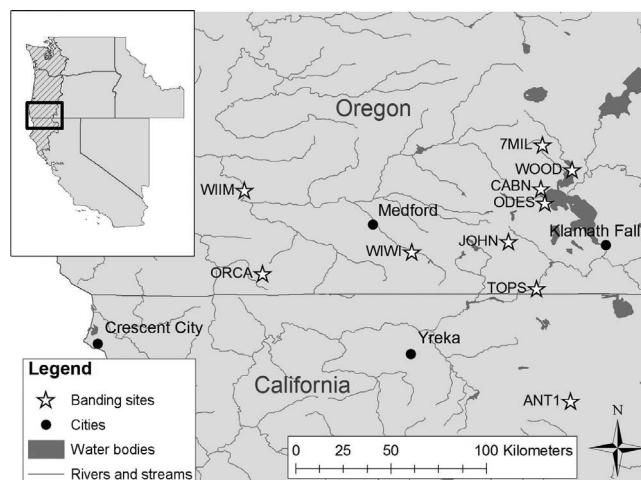 Oregon
7MIL
WOOD
CABN
ODES
WIIM
Medford
JOHN
Klamath Fall
WIWI
ORCA
TOPS
Crescent City
Yreka
California
ANT1
Legend
Banding sites
Cities
Water bodies
Rivers and streams
0 25 50 100 Kilometers
N